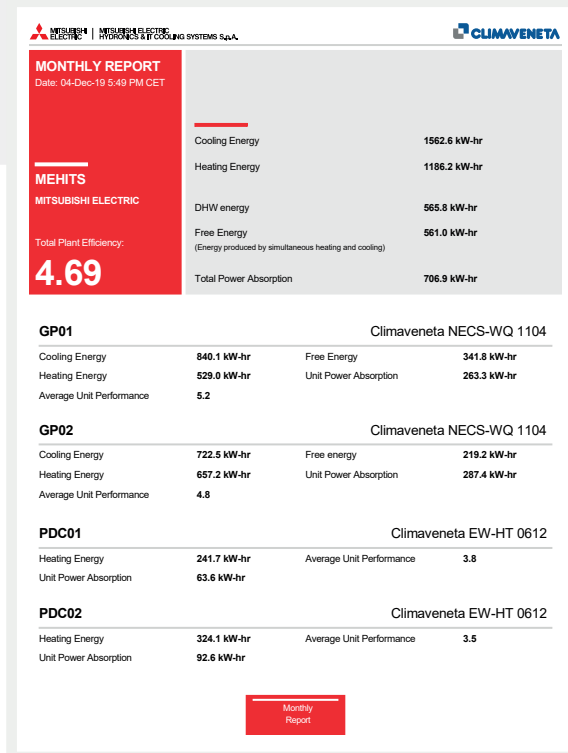 MITSUBISHI ELECTRIC | MITSUBISHI ELECTRIC HYDRONICS & IT COOLING SYSTEMS S.p.A.
CLIMAVENETA
MONTHLY REPORT
Date: 04-Dec-19 5:49 PM CET
MEHITS
MITSUBISHI ELECTRIC
Total Plant Efficiency:
4.69
Cooling Energy 1562.6 kW-hr
Heating Energy 1186.2 kW-hr
DHW energy 565.8 kW-hr
Free Energy 561.0 kW-hr
(Energy produced by simultaneous heating and cooling)
Total Power Absorption 706.9 kW-hr
GP01 Climaveneta NECS-WQ 1104
Cooling Energy 840.1 kW-hr Free Energy 341.8 kW-hr
Heating Energy 529.0 kW-hr Unit Power Absorption 263.3 kW-hr
Average Unit Performance 5.2
GP02 Climaveneta NECS-WQ 1104
Cooling Energy 722.5 kW-hr Free energy 219.2 kW-hr
Heating Energy 657.2 kW-hr Unit Power Absorption 287.4 kW-hr
Average Unit Performance 4.8
PDC01 Climaveneta EW-HT 0612
Heating Energy 241.7 kW-hr Average Unit Performance 3.8
Unit Power Absorption 63.6 kW-hr
PDC02 Climaveneta EW-HT 0612
Heating Energy 324.1 kW-hr Average Unit Performance 3.5
Unit Power Absorption 92.6 kW-hr
Monthly
Report